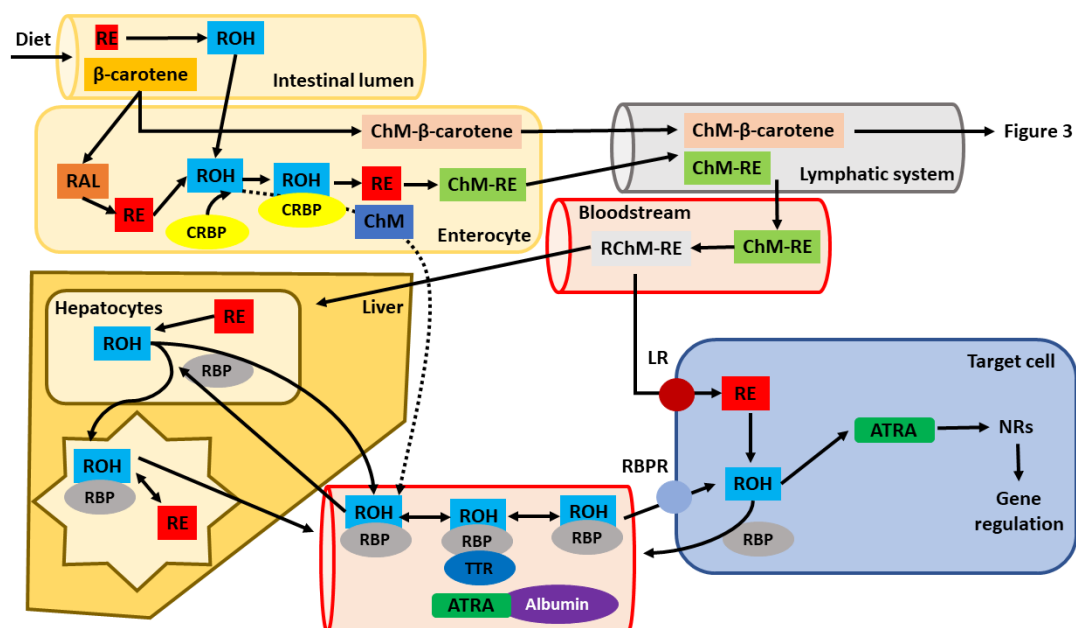 Diet
RE
ROH
β-carotene
Intestinal lumen
ChM-β-carotene
RAL
RE
ROH
ROH
CRBP
CRBP
RE
ChM-RE
ChM
Enterocyte
ChM-β-carotene
ChM-RE
Lymphatic system
Figure 3
Bloodstream
RChM-RE
ChM-RE
Hepatocytes
RE
ROH
RBP
Liver
ROH
RBP
RE
LR
RBPR
Target cell
RE
ROH
RBP
ATRA
NRs
Gene
regulation
ROH
RBP
ROH
RBP
TTR
ROH
RBP
ATRA
Albumin